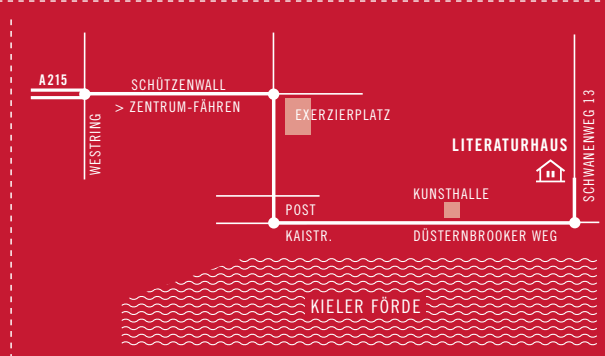 A215
SCHÜTZENWALL
> ZENTRUM-FÄHREN
WESTRING
EXERZIERPLATZ
LITERATURHAUS
SCHWANENWEG 13
KUNSTHALLE
POST
KAISTR.
DÜSTERNBROOKER WEG
KIELER FÖRDE